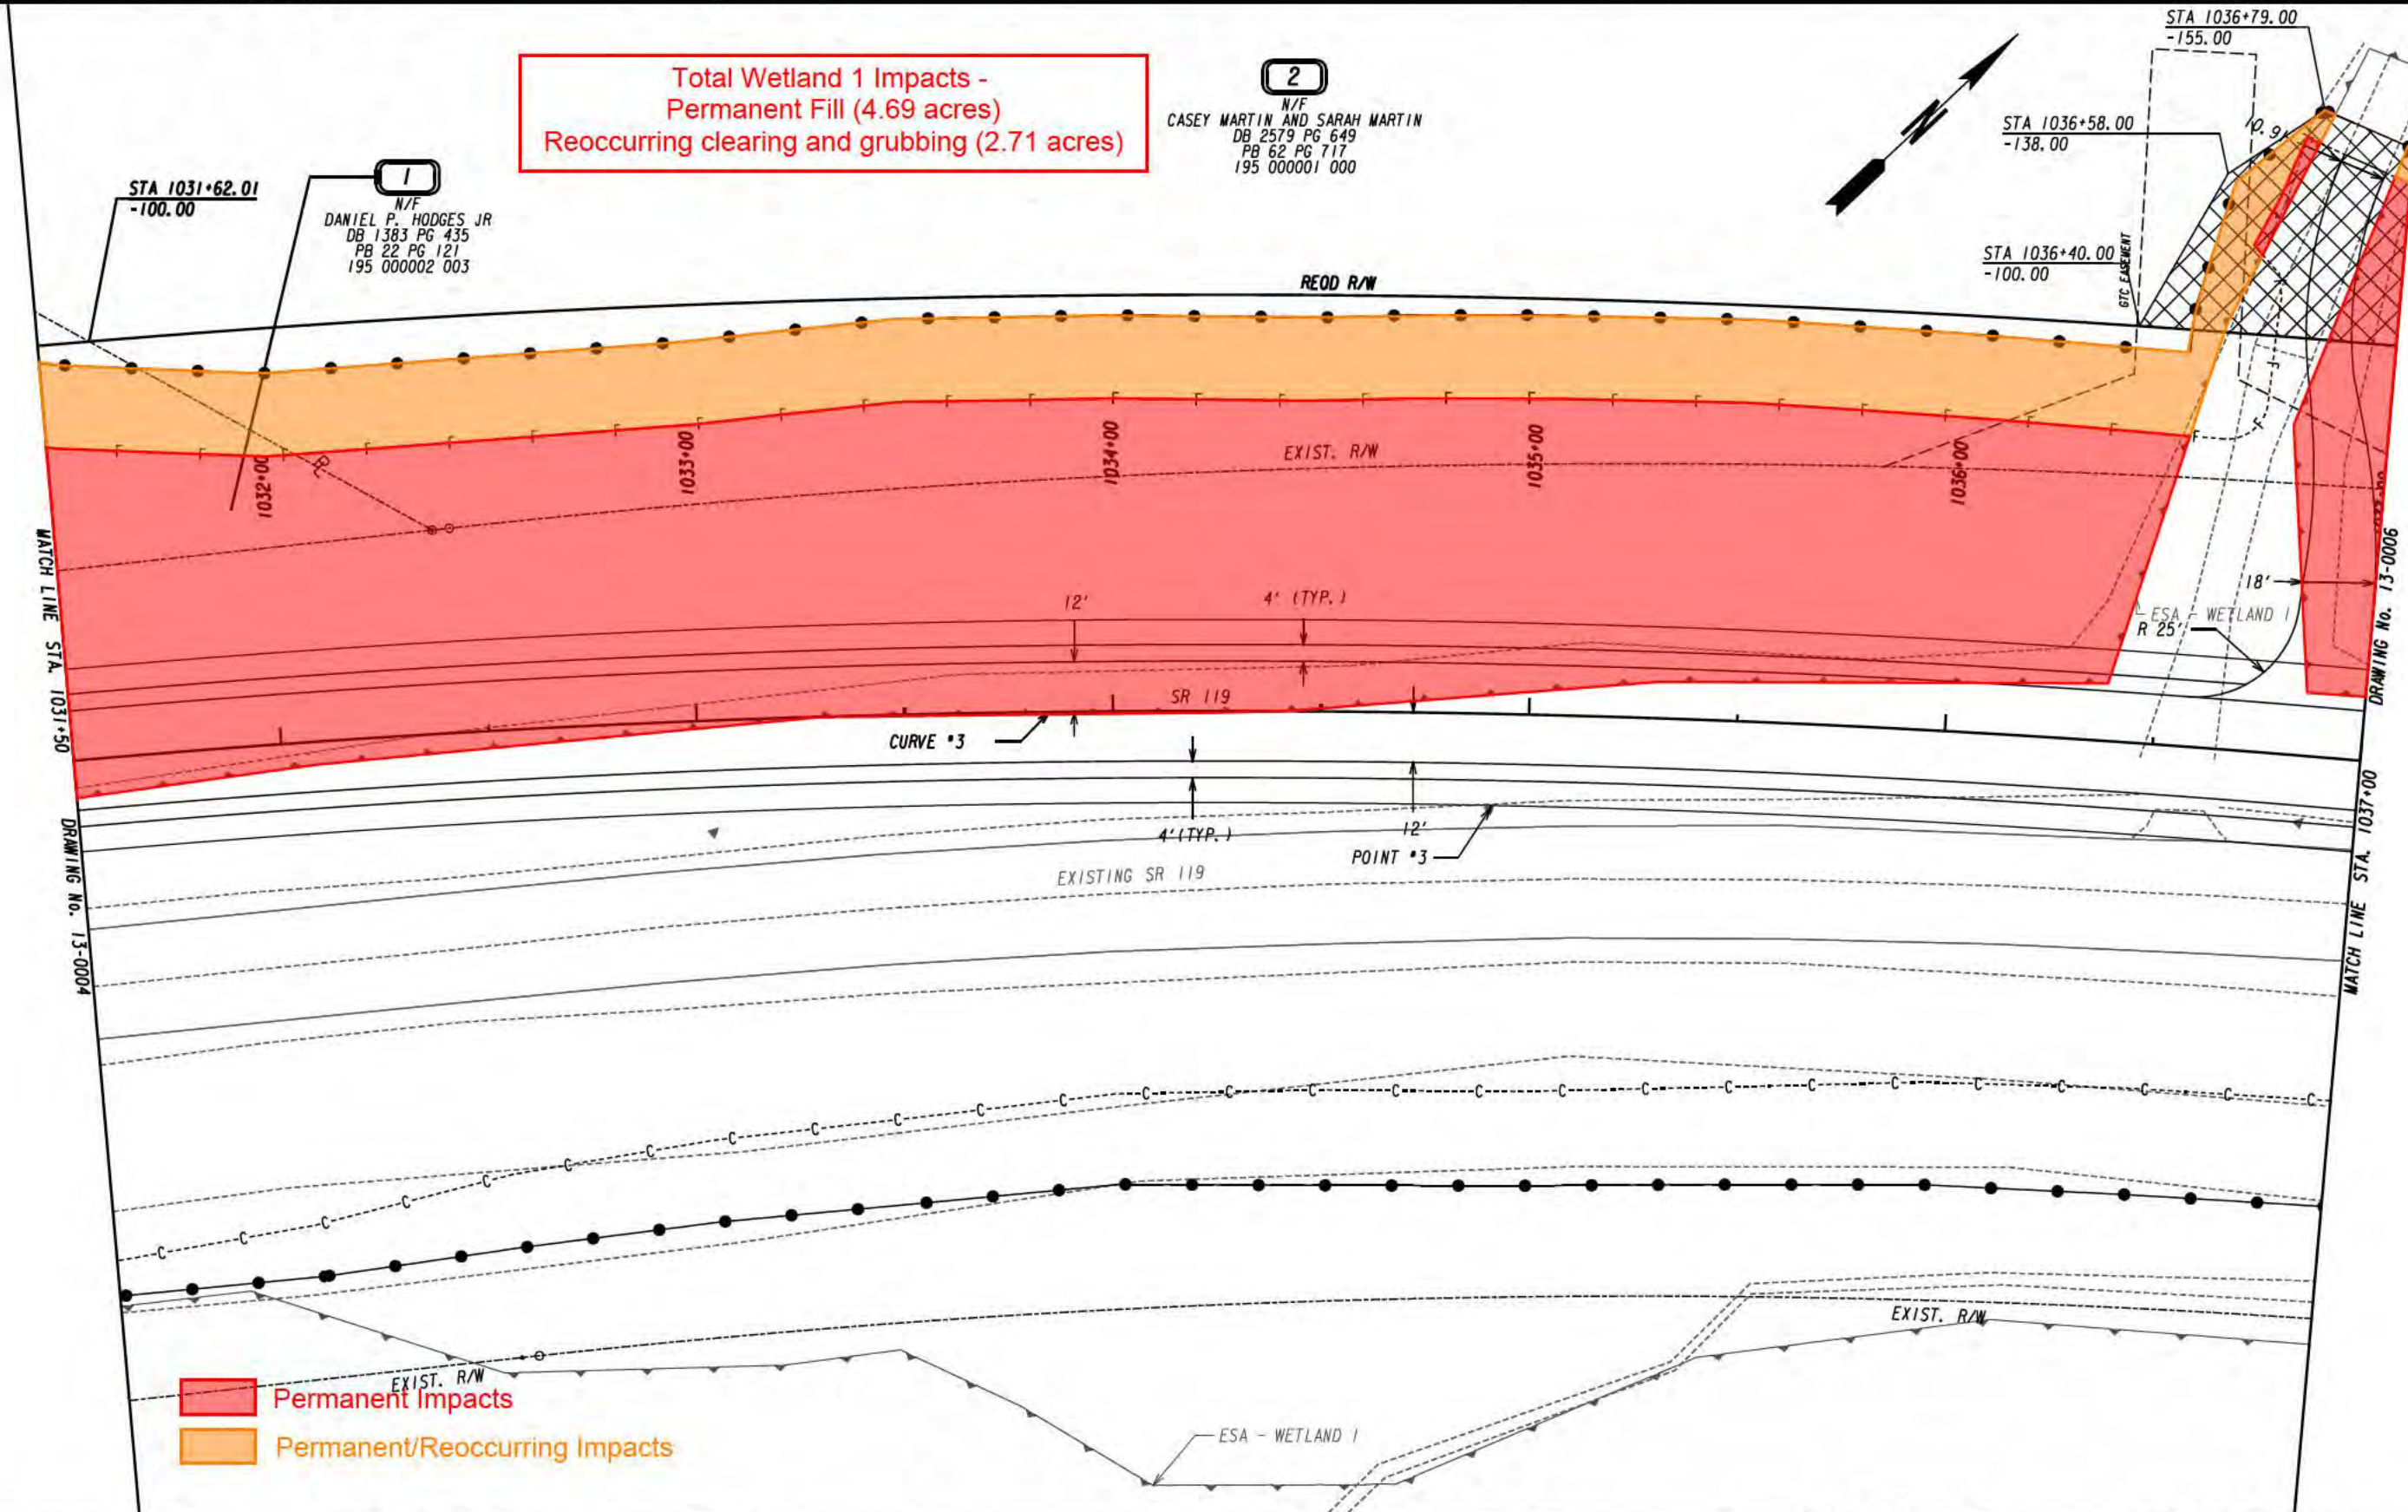 STA 1036+79.00
-155.00
Total Wetland 1 Impacts -
Permanent Fill (4.69 acres)
Reoccurring clearing and grubbing (2.71 acres)
2
N/F
CASEY MARTIN AND SARAH MARTIN
DB 2579 PG 649
PB 62 PG 717
195 000001 000
N
STA 1036+58.00
-138.00
STA 1031+62.01
-100.00
1
N/F
DANIEL P. HODGES JR
DB 1383 PG 435
PB 22 PG 121
195 000002 003
STA 1036+40.00
-100.00
GTC EASEMENT
REQD R/W
EXIST. R/W
1032+00
1033+00
1034+00
1035+00
1036+00
MATCH LINE STA. 1031+50
DRAWING No. 13-0004
DRAWING No. 13-0006
MATCH LINE STA. 1037+00
12'
4' (TYP.)
18'
ESA - WETLAND 1
R 25'
SR 119
CURVE #3
4'(TYP.)
12'
POINT #3
EXISTING SR 119
C C C C C C C C C C C C C C C C C C C C C C C C C C C
EXIST. R/W
EXIST. R/W
Permanent Impacts
ESA - WETLAND 1
Permanent/Reoccurring Impacts